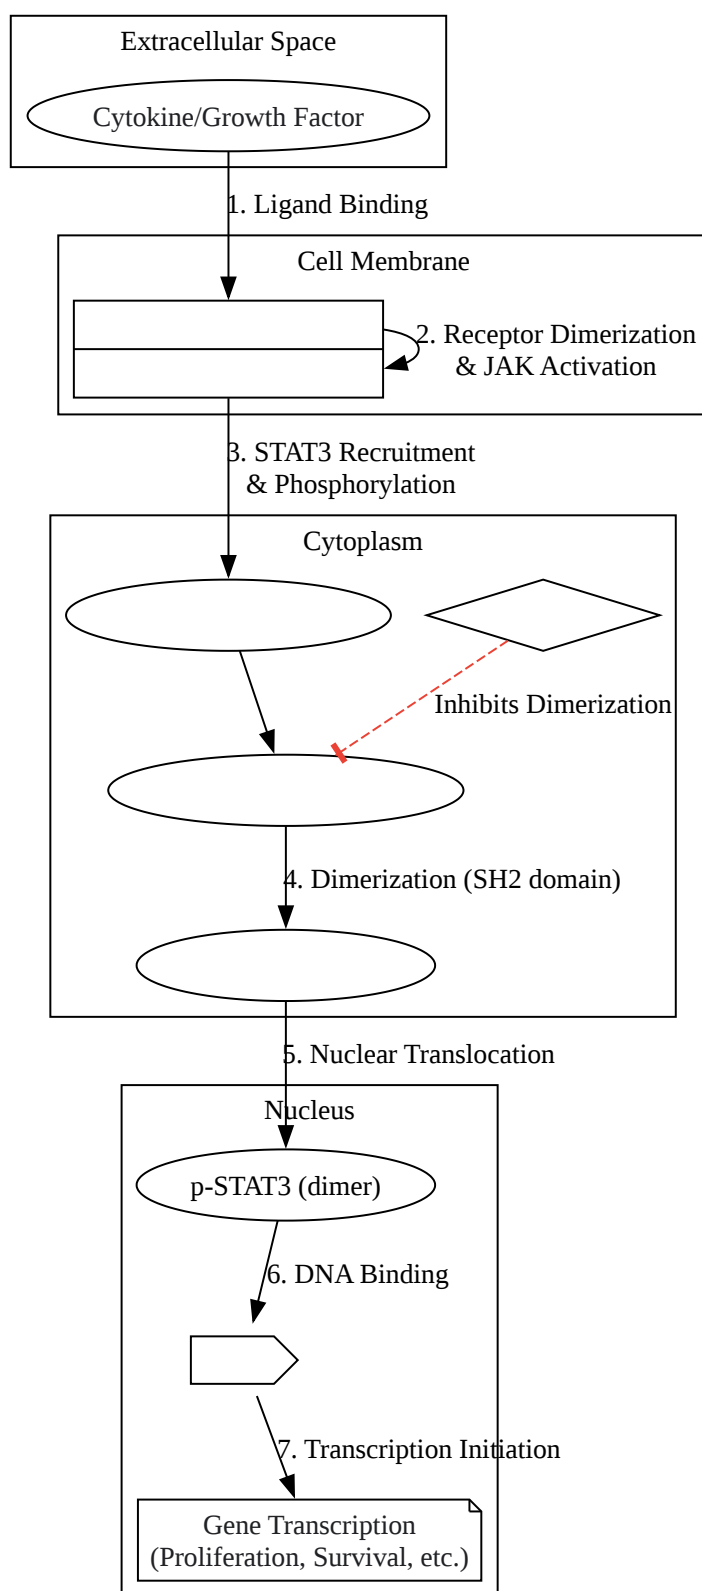 Extracellular Space
Cytokine/Growth Factor
1. Ligand Binding
Cell Membrane
2. Receptor Dimerization
& JAK Activation
3. STAT3 Recruitment
& Phosphorylation
Cytoplasm
Inhibits Dimerization
4. Dimerization (SH2 domain)
5. Nuclear Translocation
Nucleus
p-STAT3 (dimer)
6. DNA Binding
7. Transcription Initiation
Gene Transcription
(Proliferation, Survival, etc.)